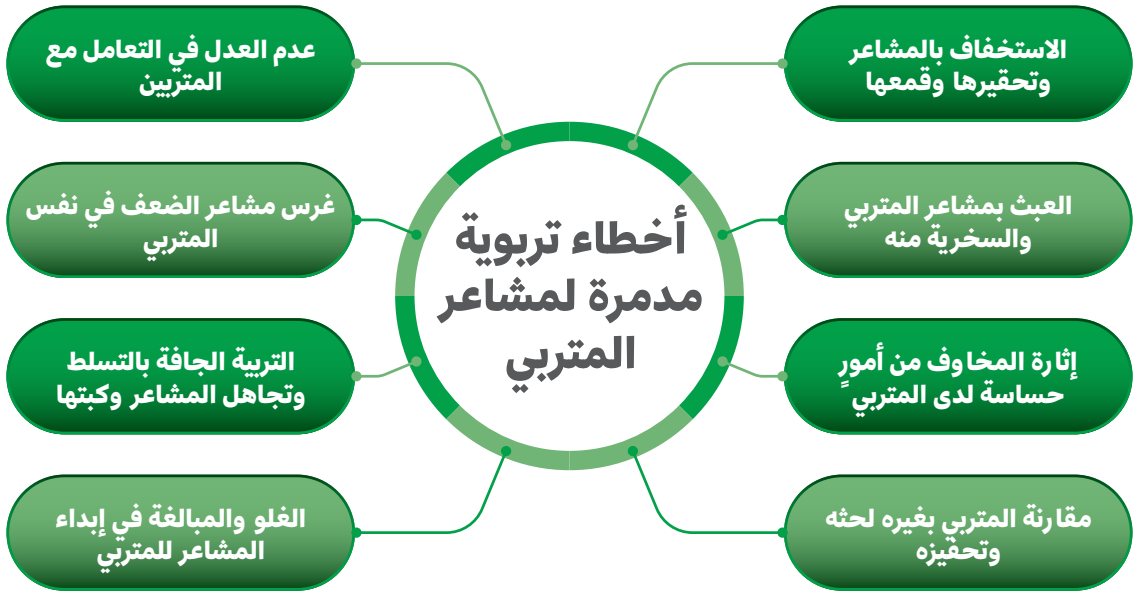 أخطاء تربوية
مدمرة لمشاعر
المتربي
الاستخفاف بالمشاعر
وتحقيرها وقمعها
العبث بمشاعر المتربي
والسخرية منه
إثارة المخاوف من أمورٍ
حساسة لدى المتربي
مقارنة المتربي بغيره لحثه
وتحفيزه
عدم العدل في التعامل مع
المتربين
غرس مشاعر الضعف في نفس
المتربي
التربية الجافة بالتسلط
وتجاهل المشاعر وكبتها
الغلو والمبالغة في إبداء
المشاعر للمتربي